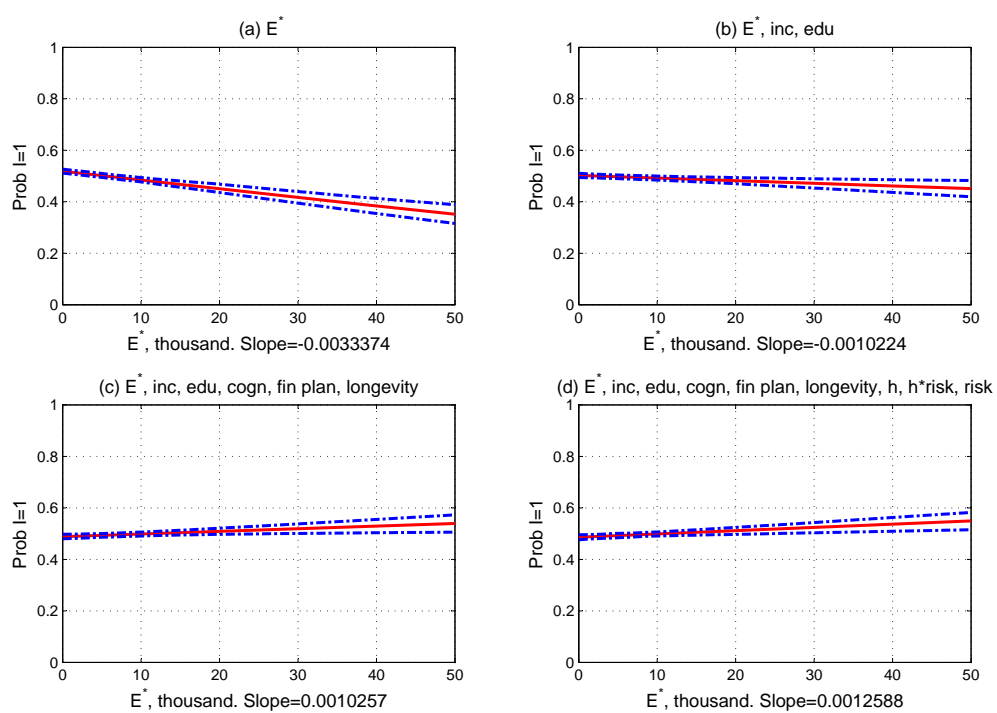 (a) E*
1
0.8
0.6
0.4
0.2
0
Prob I=1
0 10 20 30 40 50
E*, thousand. Slope=-0.0033374
(b) E*, inc, edu
1
0.8
0.6
0.4
0.2
0
Prob I=1
0 10 20 30 40 50
E*, thousand. Slope=-0.0010224
(c) E*, inc, edu, cogn, fin plan, longevity
1
0.8
0.6
0.4
0.2
0
Prob I=1
0 10 20 30 40 50
E*, thousand. Slope=0.0010257
(d) E*, inc, edu, cogn, fin plan, longevity, h, h*risk, risk
1
0.8
0.6
0.4
0.2
0
Prob I=1
0 10 20 30 40 50
E*, thousand. Slope=0.0012588